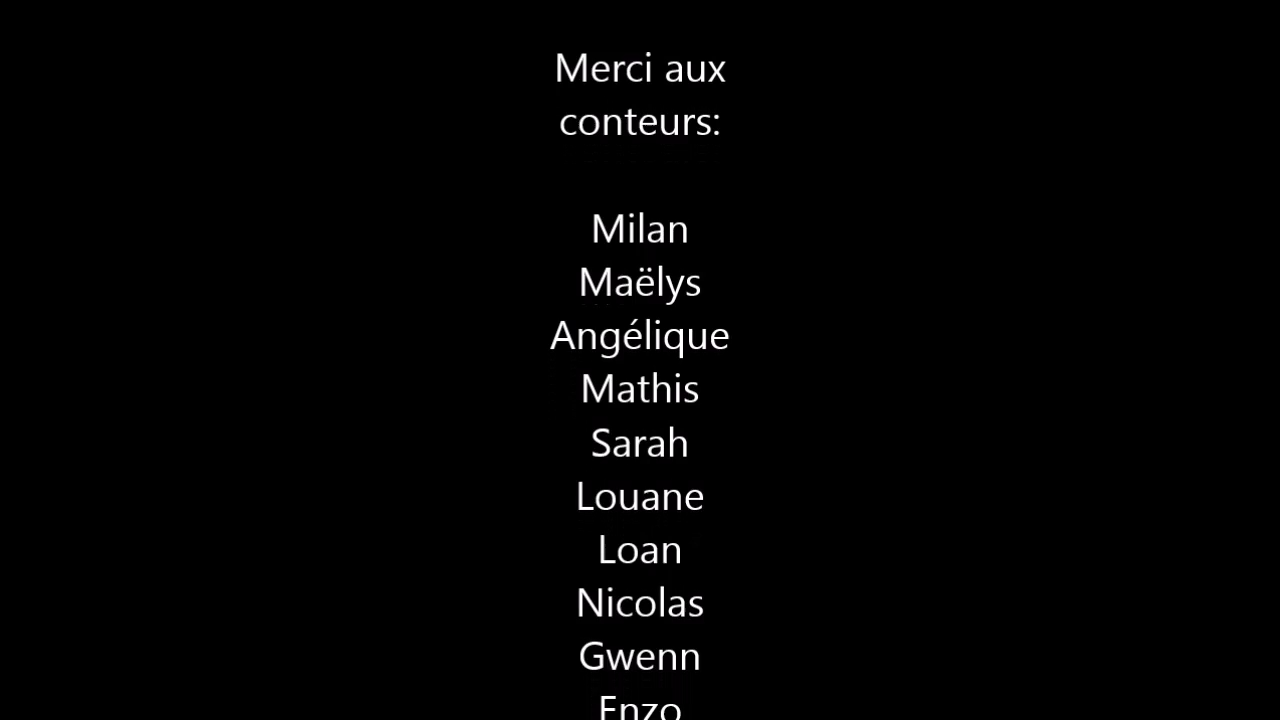 Merci aux
conteurs:
Milan
Maëlys
Angélique
Mathis
Sarah
Louane
Loan
Nicolas
Gwenn
Enzo